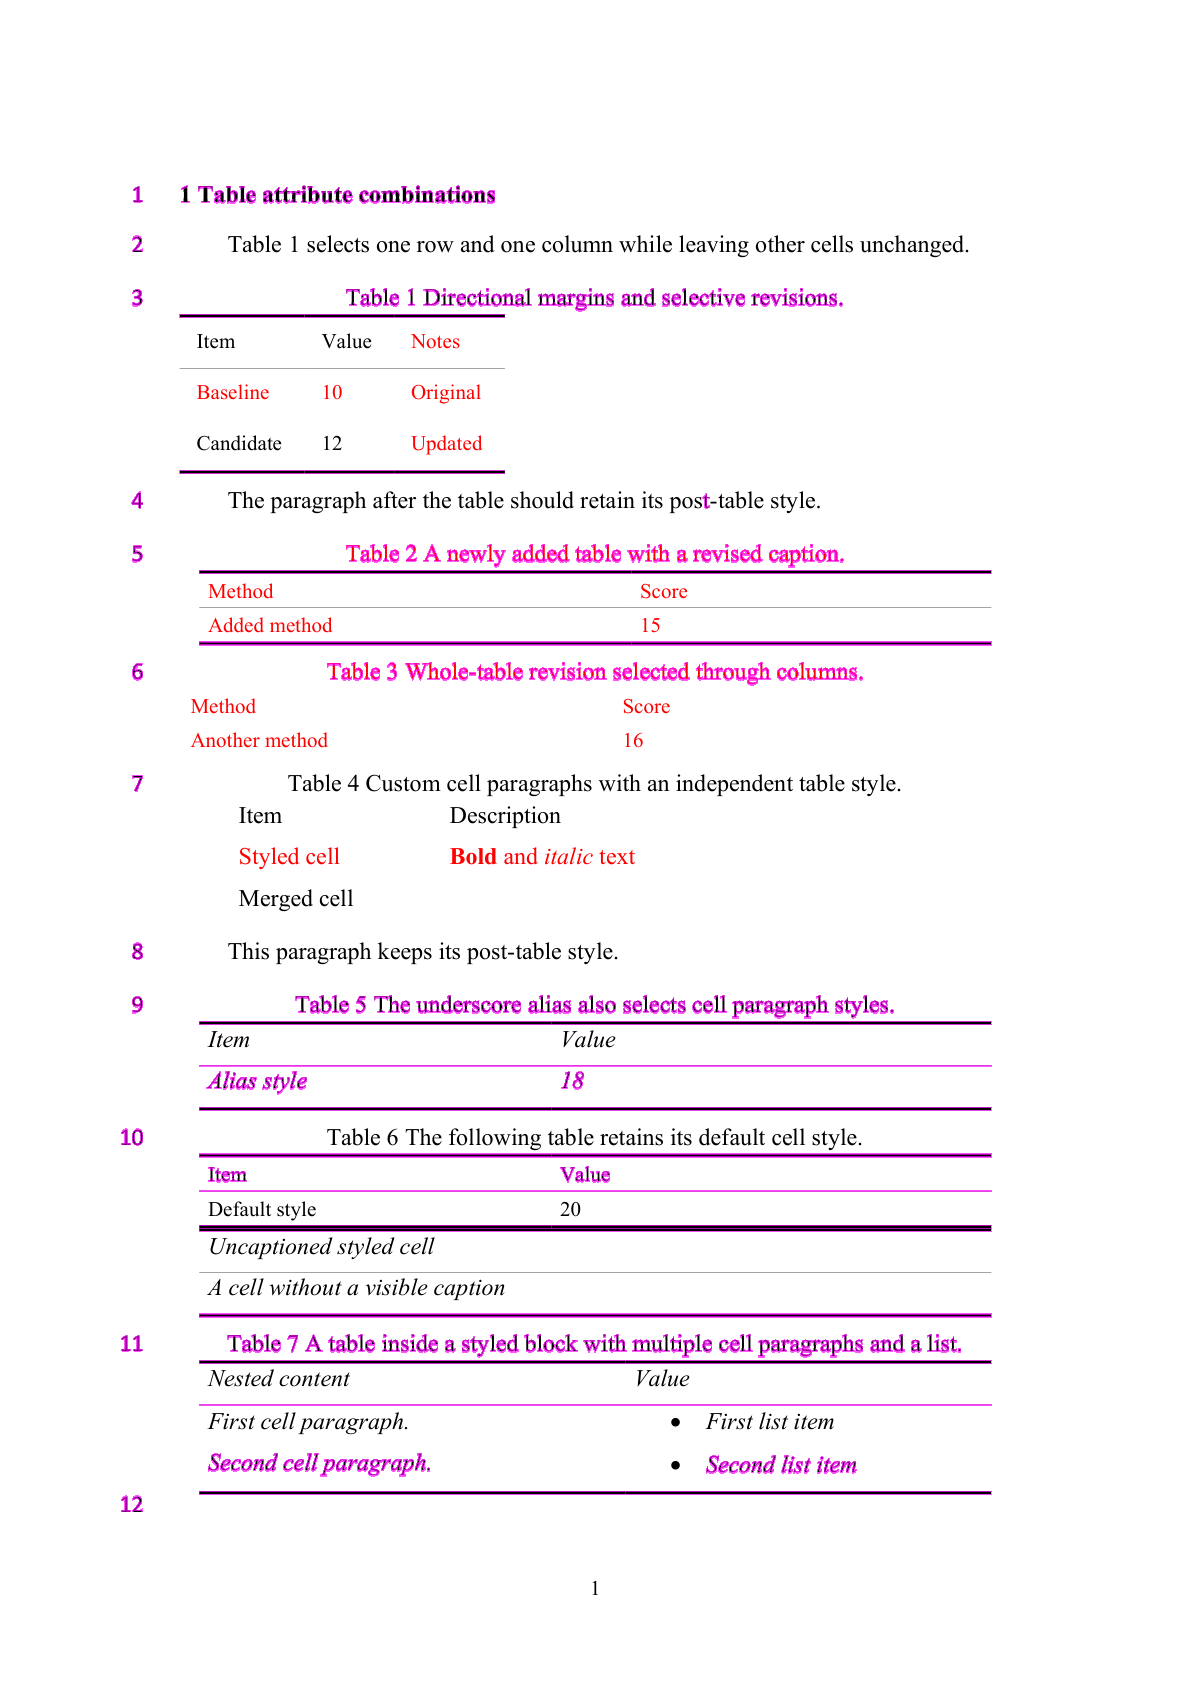 1 1 Table attribute combinations
2 Table 1 selects one row and one column while leaving other cells unchanged.
3 Table 1 Directional margins and selective revisions.
Item Value Notes
Baseline 10 Original
Candidate 12 Updated
4 The paragraph after the table should retain its post-table style.
5 Table 2 A newly added table with a revised caption.
Method Score
Added method 15
6 Table 3 Whole-table revision selected through columns.
Method Score
Another method 16
7 Table 4 Custom cell paragraphs with an independent table style.
Item Description
Styled cell Bold and italic text
Merged cell
8 This paragraph keeps its post-table style.
9 Table 5 The underscore alias also selects cell paragraph styles.
Item Value
Alias style 18
10 Table 6 The following table retains its default cell style.
Item Value
Default style 20
Uncaptioned styled cell
A cell without a visible caption
11 Table 7 A table inside a styled block with multiple cell paragraphs and a list.
Nested content Value
First cell paragraph. • First list item
Second cell paragraph. • Second list item
12
1